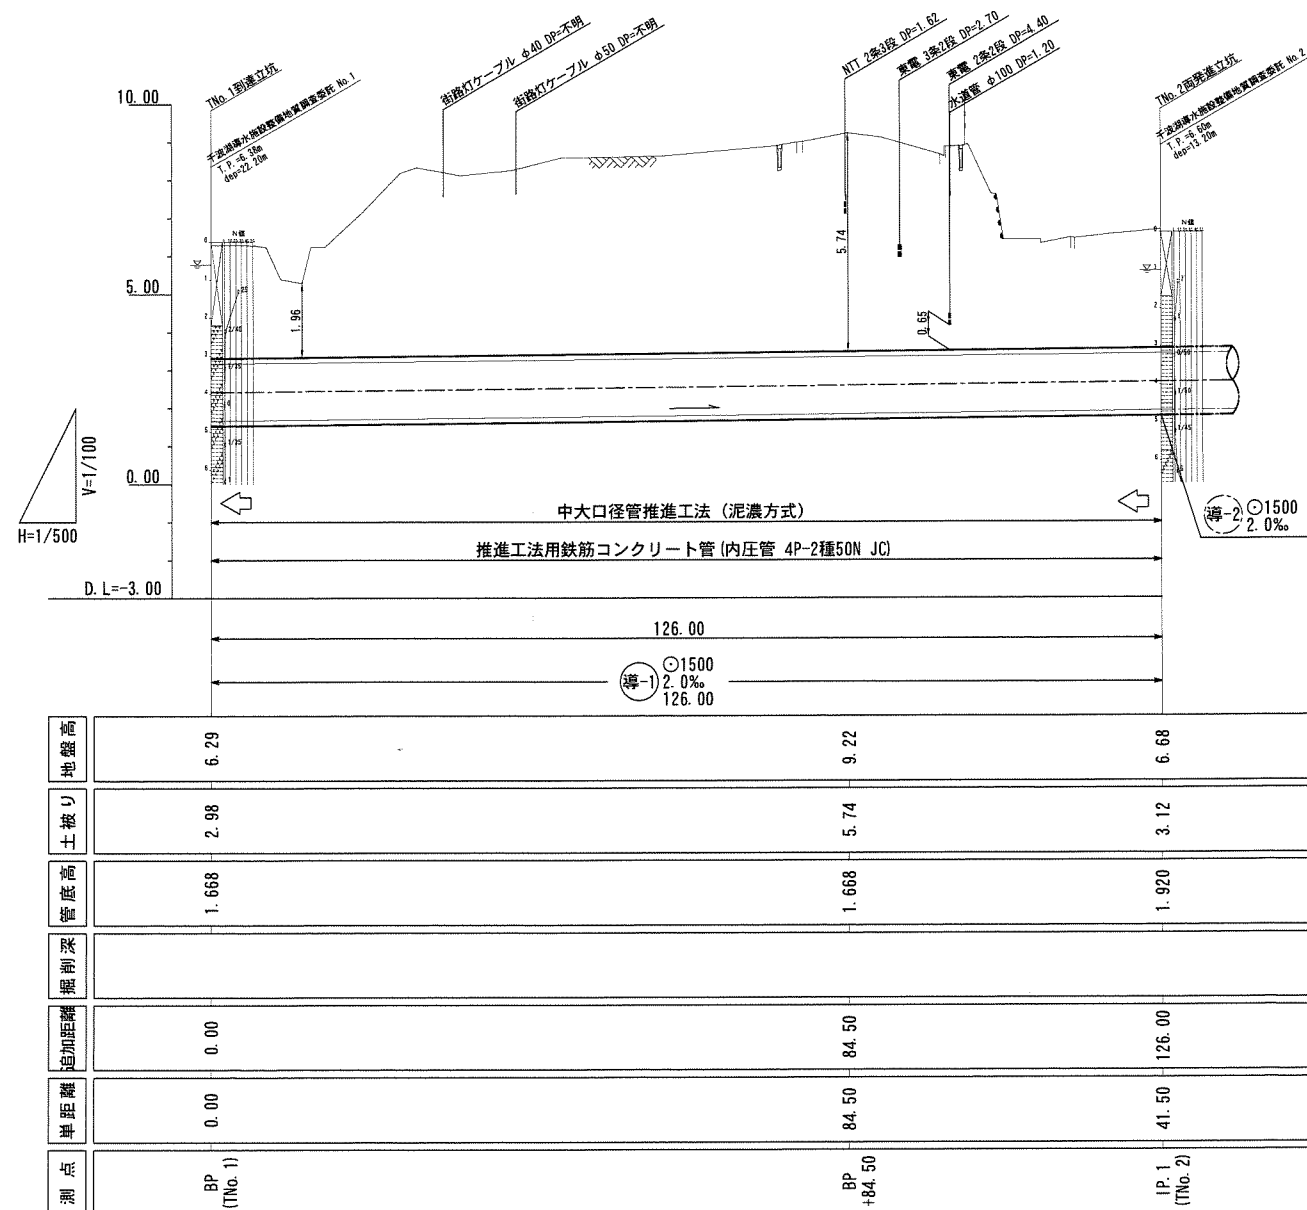 街路灯ケーブル φ40 DP=不明
街路灯ケーブル φ50 DP=不明
NTT 2条3段 DP=1.62
東電 3条2段 DP=2.70
東電 2条2段 DP=4.40
水道管 φ100 DP=1.20
TNo.1到達立坑
千波湖導水施設整備地質調査委託 No.1
T.P.=6.38m
dep=22.20m
TNo.2両発進立坑
千波湖導水施設整備地質調査委託 No.2
T.P.=6.60m
dep=13.20m
10.00
5.00
0.00
D.L=-3.00
V=1/100
H=1/500
N値
N値
1.96
5.74
0.65
中大口径管推進工法（泥濃方式）
推進工法用鉄筋コンクリート管(内圧管 4P-2種50N JC)
126.00
導-1
⊙1500
2.0‰
126.00
導-2
⊙1500
2.0‰
地盤高 6.29 9.22 6.68
土被り 2.98 5.74 3.12
管底高 1.668 1.668 1.920
掘削深
追加距離 0.00 84.50 126.00
単距離 0.00 84.50 41.50
測点
BP
(TNo.1)
BP
+84.50
IP.1
(TNo.2)